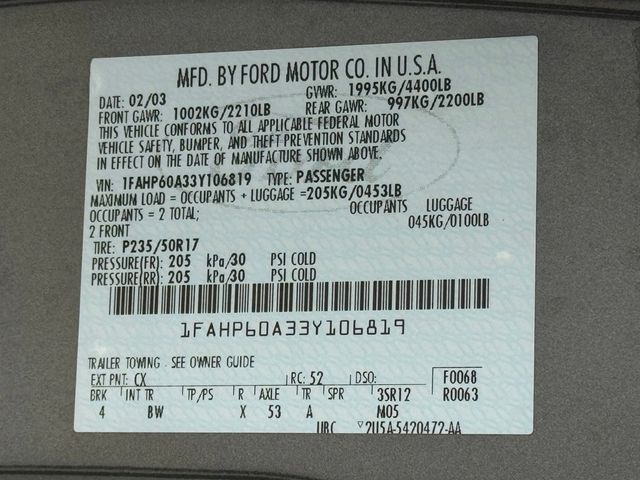 MFD. BY FORD MOTOR CO. IN U.S.A.
DATE: 02/03 GVWR: 1995KG/4400LB
FRONT GAWR: 1002KG/2210LB REAR GAWR: 997KG/2200LB
THIS VEHICLE CONFORMS TO ALL APPLICABLE FEDERAL MOTOR
VEHICLE SAFETY, BUMPER, AND THEFT PREVENTION STANDARDS
IN EFFECT ON THE DATE OF MANUFACTURE SHOWN ABOVE.
VIN: 1FAHP60A33Y106819 TYPE: PASSENGER
MAXIMUM LOAD = OCCUPANTS + LUGGAGE =205KG/0453LB
OCCUPANTS = 2 TOTAL; OCCUPANTS LUGGAGE 045KG/0100LB
2 FRONT
TIRE: P235/50R17
PRESSURE(FR): 205 kPa/30 PSI COLD
PRESSURE(RR): 205 kPa/30 PSI COLD
1FAHP60A33Y106819
TRAILER TOWING - SEE OWNER GUIDE
EXT PNT: CX RC: 52 DSO: F0068
BRK INT TR TP/PS R AXLE TR SPR 3SR12 R0063
4 BW X 53 A M05
UBC 2U5A-5420472-AA